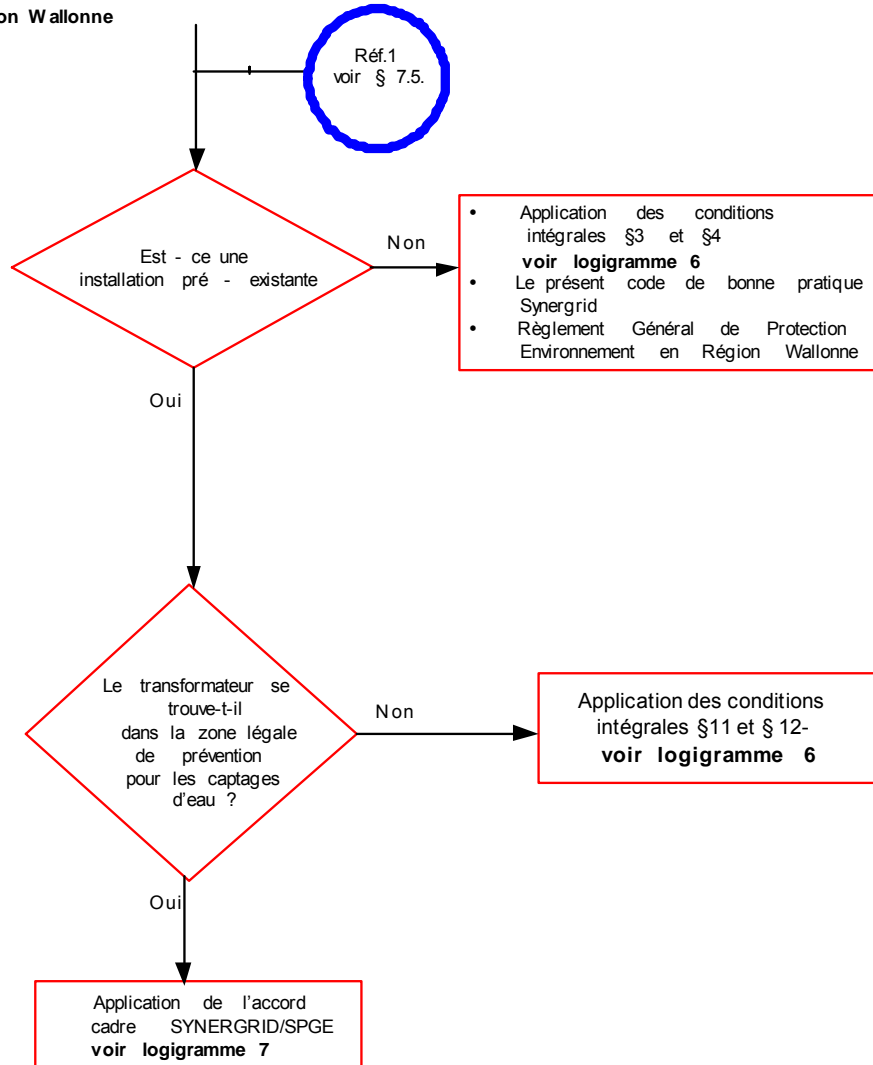 on Wallonne
Réf.1
voir § 7.5.
Est - ce une
installation pré - existante
Non
• Application des conditions
intégrales §3 et §4
voir logigramme 6
• Le présent code de bonne pratique
Synergrid
• Règlement Général de Protection
Environnement en Région Wallonne
Oui
Le transformateur se
trouve-t-il
dans la zone légale
de prévention
pour les captages
d'eau ?
Non
Application des conditions
intégrales §11 et § 12-
voir logigramme 6
Oui
Application de l'accord
cadre SYNERGRID/SPGE
voir logigramme 7